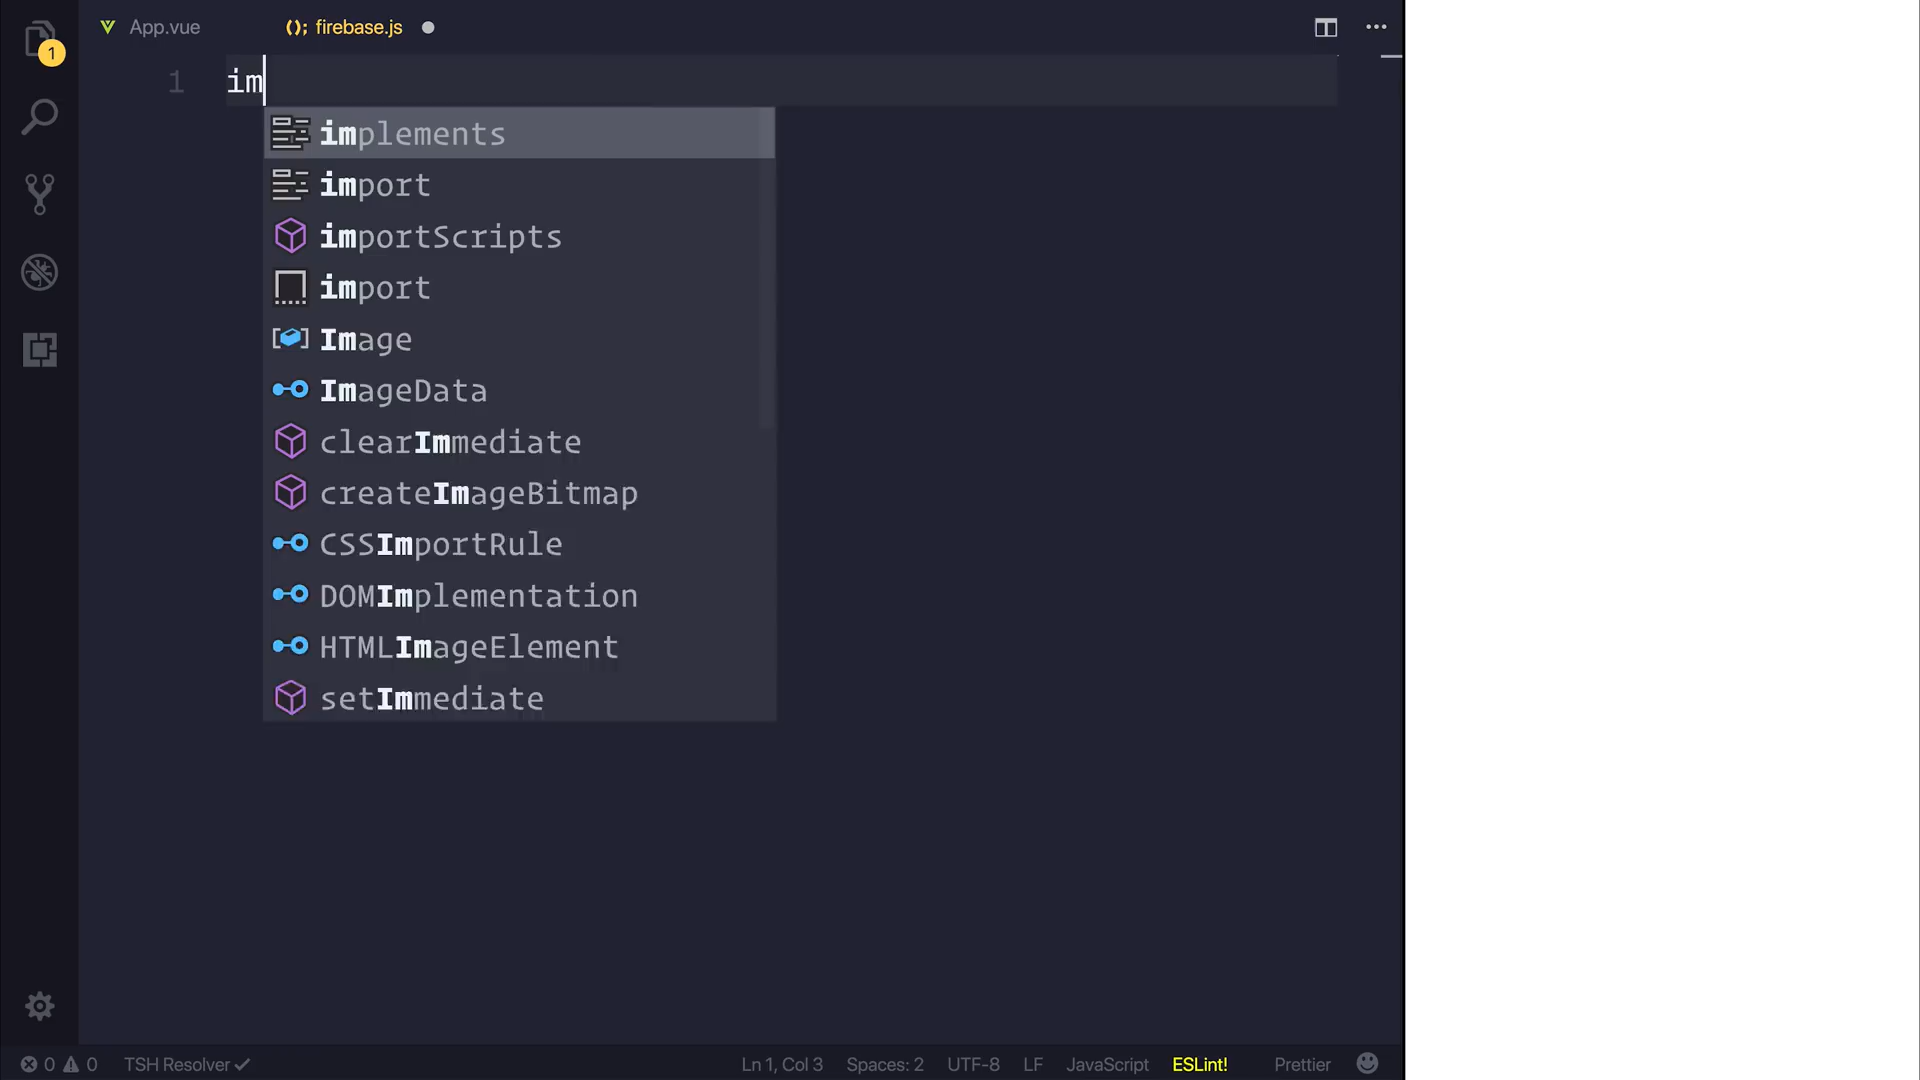 App.vue
(); firebase.js
1
1 im
implements
import
importScripts
import
Image
ImageData
clearImmediate
createImageBitmap
CSSImportRule
DOMImplementation
HTMLImageElement
setImmediate
0 0 TSH Resolver Ln 1, Col 3 Spaces: 2 UTF-8 LF JavaScript ESLint! Prettier